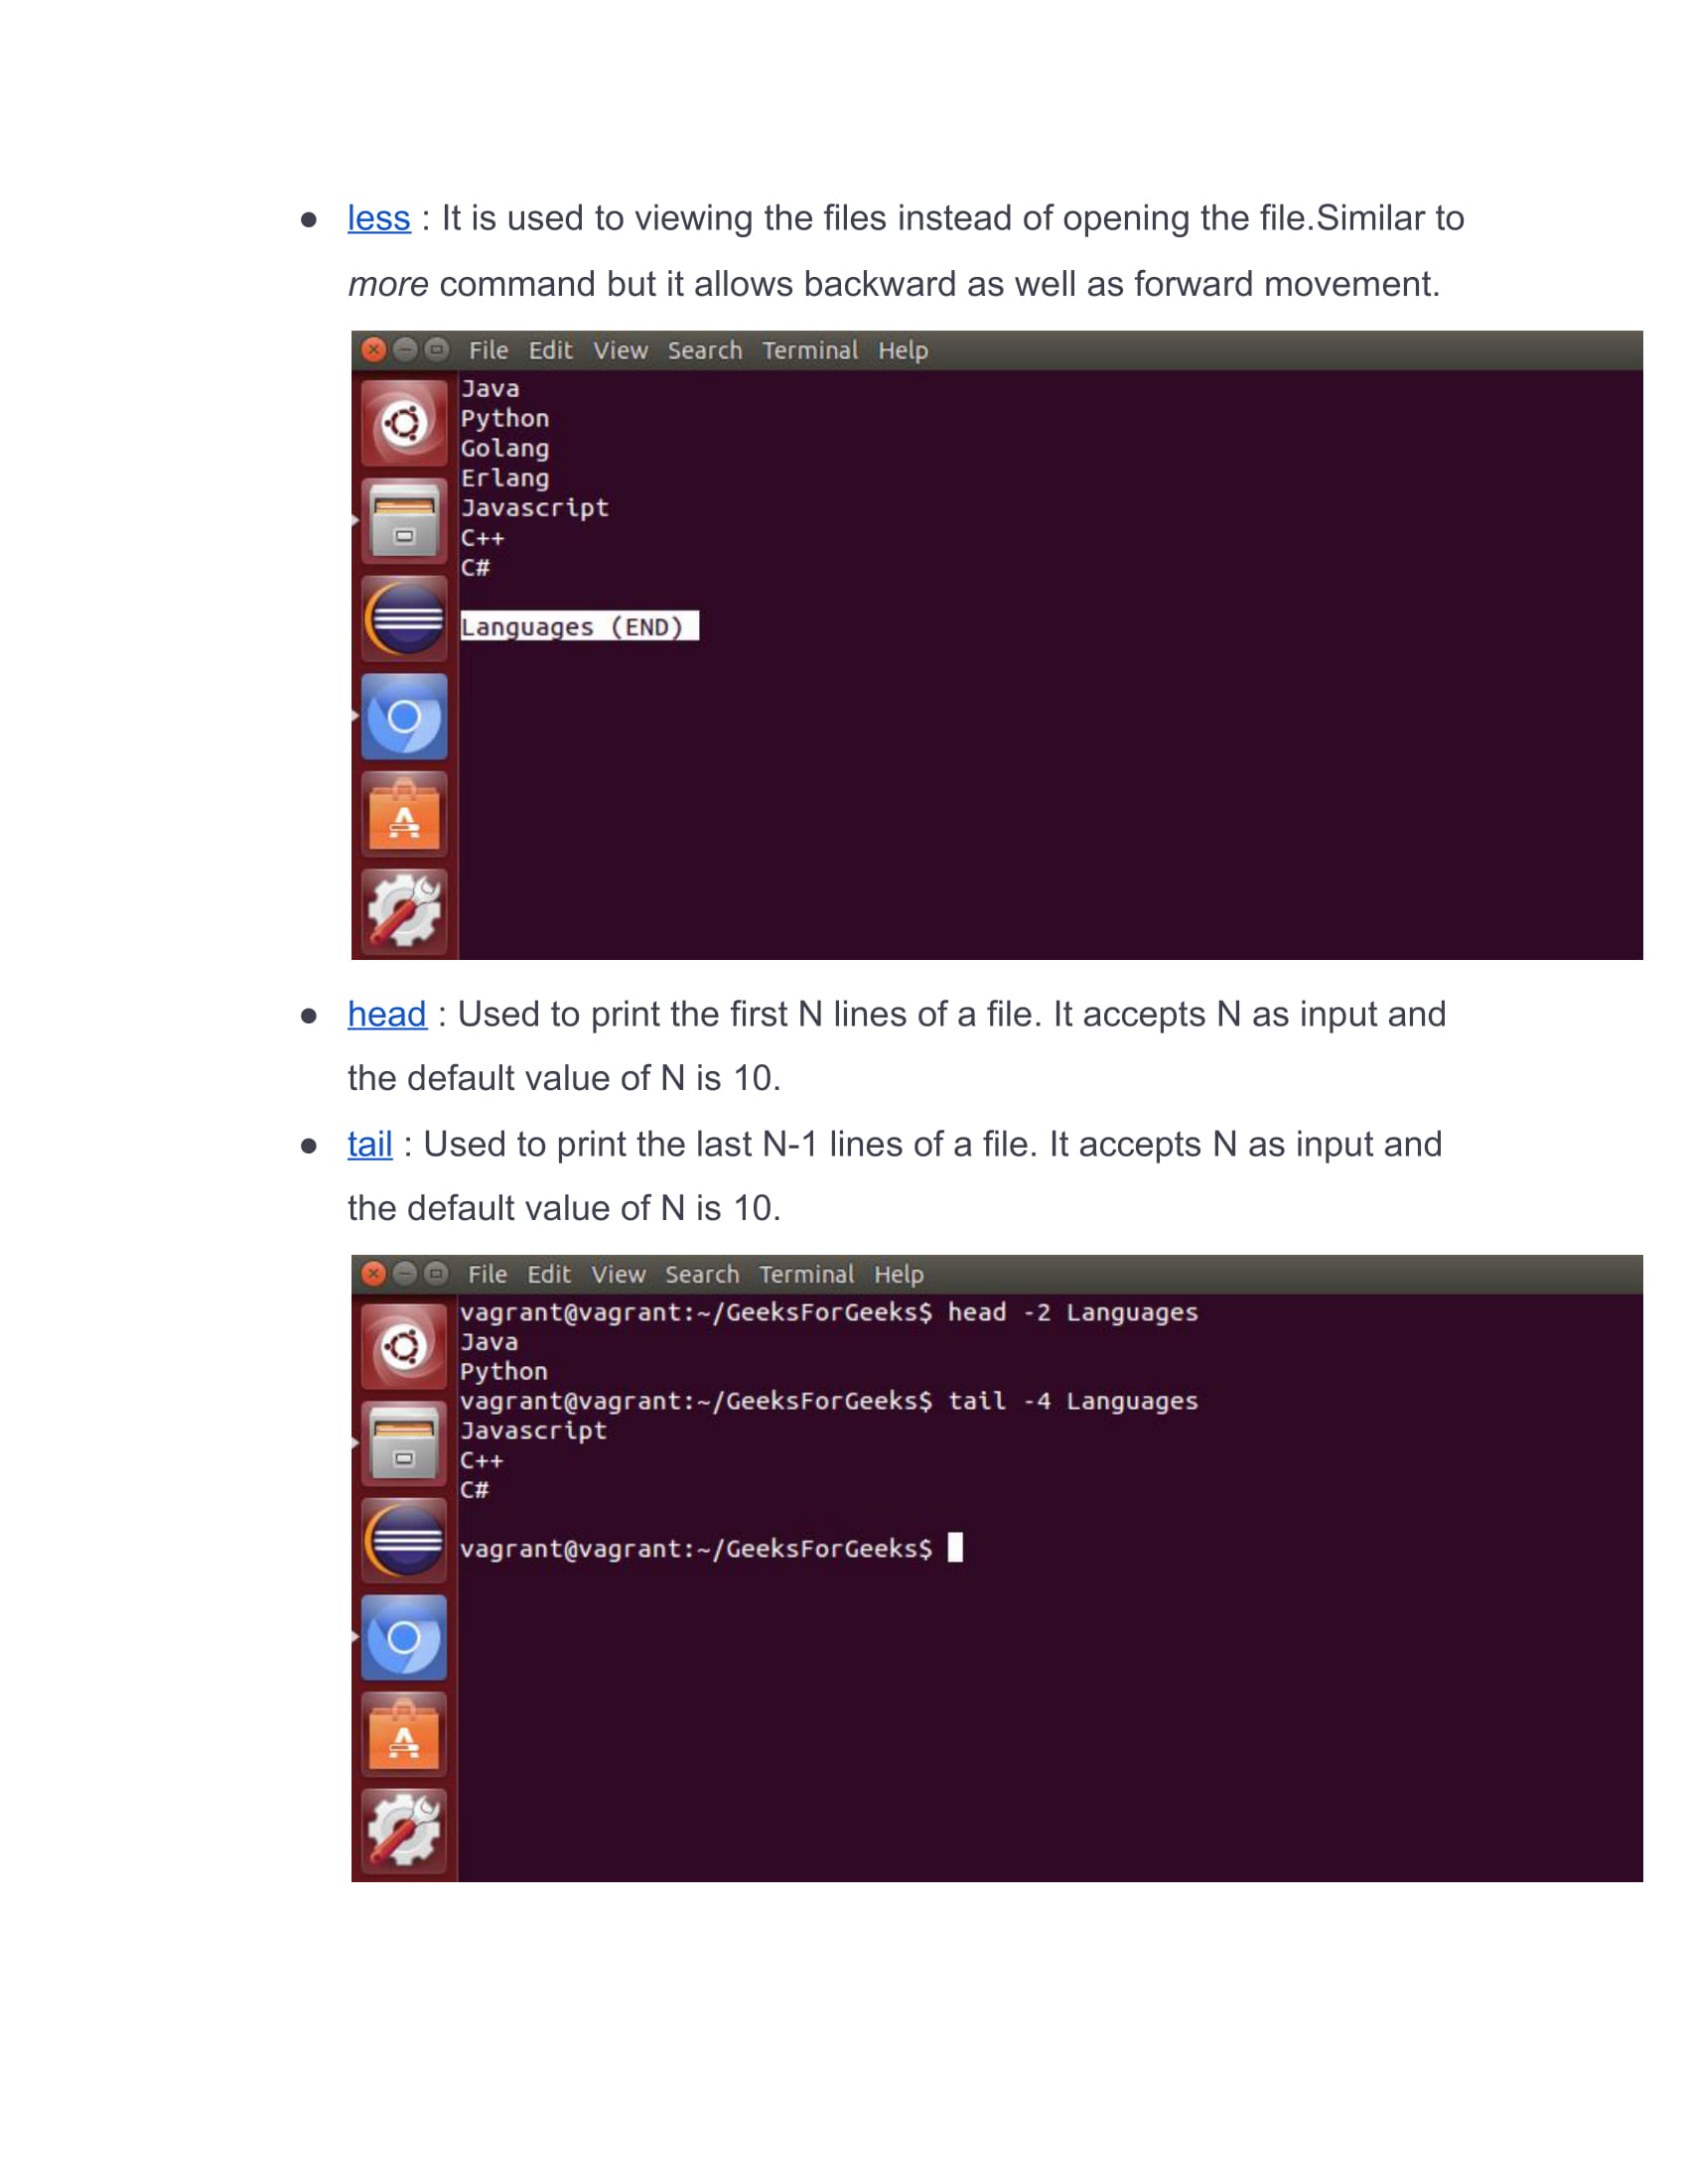 ● less : It is used to viewing the files instead of opening the file.Similar to
more command but it allows backward as well as forward movement.
File Edit View Search Terminal Help
Java
Python
Golang
Erlang
Javascript
C++
C#
Languages (END)
● head : Used to print the first N lines of a file. It accepts N as input and
the default value of N is 10.
● tail : Used to print the last N-1 lines of a file. It accepts N as input and
the default value of N is 10.
File Edit View Search Terminal Help
vagrant@vagrant:~/GeeksForGeeks$ head -2 Languages
Java
Python
vagrant@vagrant:~/GeeksForGeeks$ tail -4 Languages
Javascript
C++
C#
vagrant@vagrant:~/GeeksForGeeks$